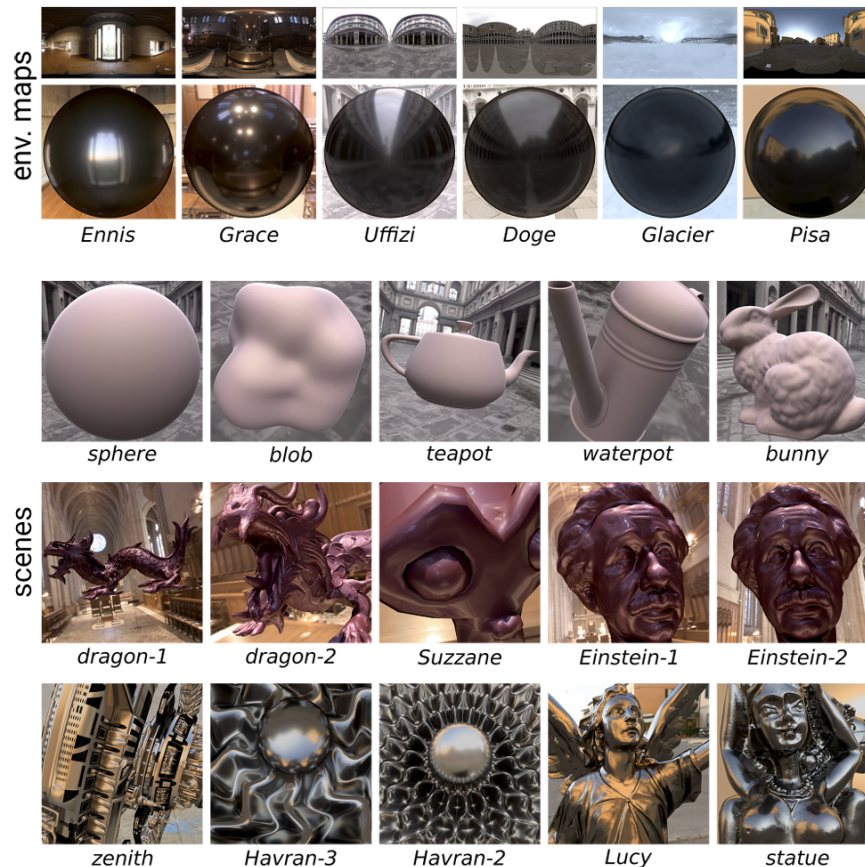 env. maps
Ennis
Grace
Uffizi
Doge
Glacier
Pisa
scenes
sphere
blob
teapot
waterpot
bunny
dragon-1
dragon-2
Suzzane
Einstein-1
Einstein-2
zenith
Havran-3
Havran-2
Lucy
statue